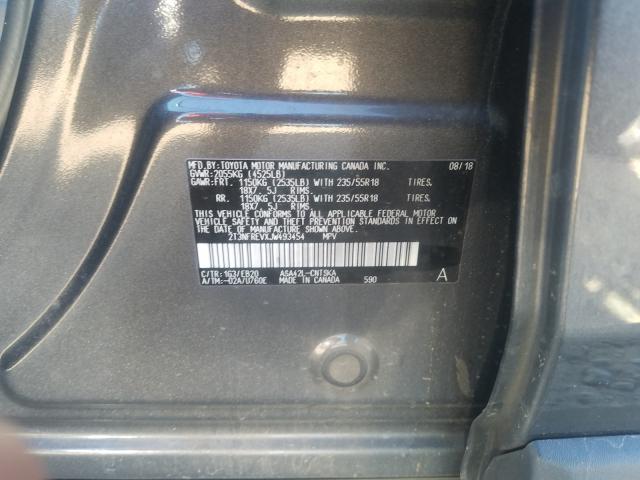 MFD.BY:TOYOTA MOTOR MANUFACTURING CANADA INC. 08/18
GVWR:2055KG (4525LB)
GAWR:FRT. 1150KG (2535LB) WITH 235/55R18 TIRES.
18X7.5J RIMS.
RR. 1150KG (2535LB) WITH 235/55R18 TIRES.
18X7.5J RIMS.
THIS VEHICLE CONFORMS TO ALL APPLICABLE FEDERAL MOTOR
VEHICLE SAFETY AND THEFT PREVENTION STANDARDS IN EFFECT ON
THE DATE OF MANUFACTURE SHOWN ABOVE.
2T3NFREVXJW493454 MPV
C/TR:1G3/EB20 ASA42L-CNTSKA
A/TM:-02A/U760E MADE IN CANADA 590 A